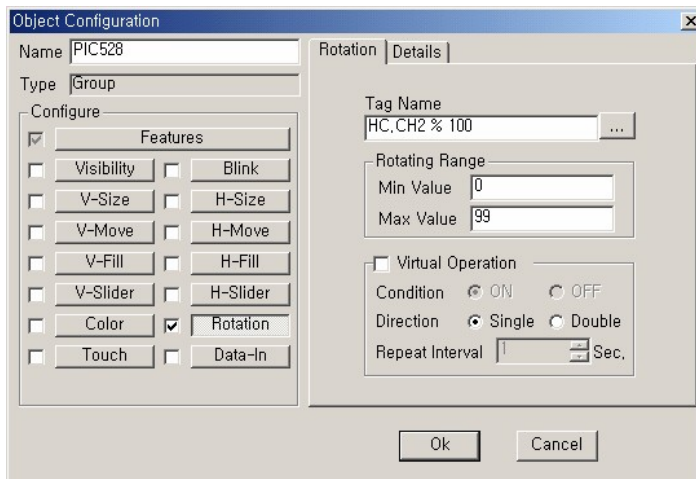 Object Configuration
Name PIC528
Type Group
Configure
Features
Visibility Blink
V-Size H-Size
V-Move H-Move
V-Fill H-Fill
V-Slider H-Slider
Color Rotation
Touch Data-In
Rotation Details
Tag Name
HC.CH2 % 100 ...
Rotating Range
Min Value 0
Max Value 99
Virtual Operation
Condition ON OFF
Direction Single Double
Repeat Interval 1 Sec.
Ok Cancel